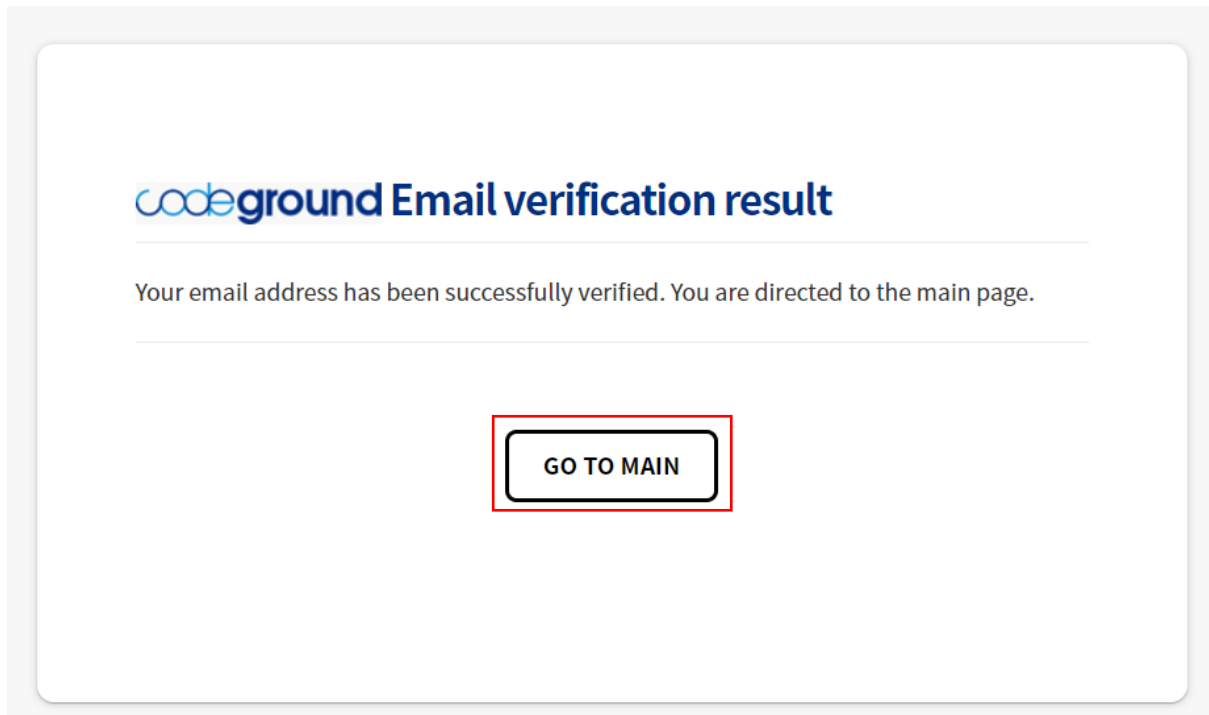 codeground Email verification result
Your email address has been successfully verified. You are directed to the main page.
GO TO MAIN